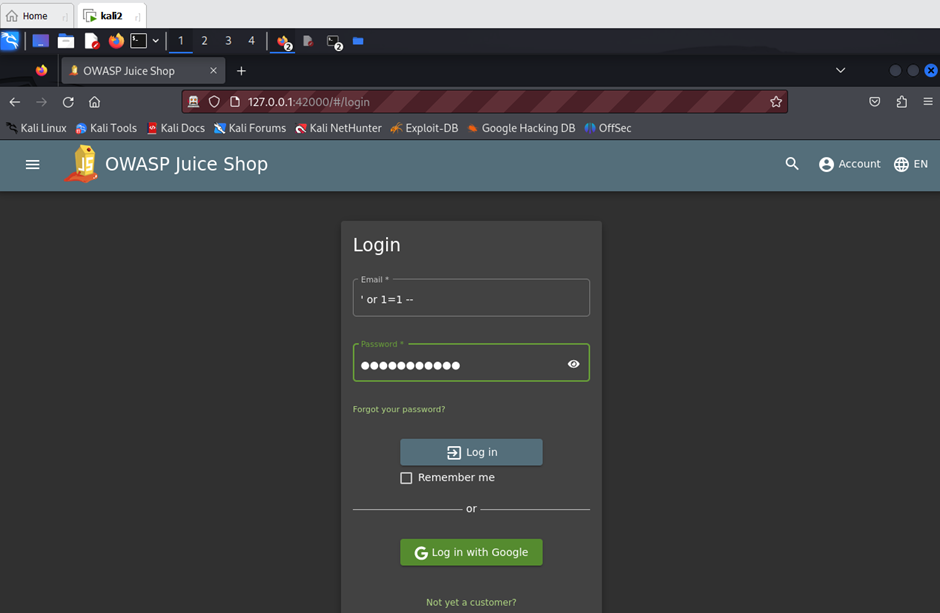 Home kali2
1 2 3 4 2 2
OWASP Juice Shop
127.0.0.1:42000/#/login
Kali Linux Kali Tools Kali Docs Kali Forums Kali NetHunter Exploit-DB Google Hacking DB OffSec
JS OWASP Juice Shop Account EN
Login
Email *
' or 1=1 --
Password *
Forgot your password?
Log in
Remember me
or
G Log in with Google
Not yet a customer?